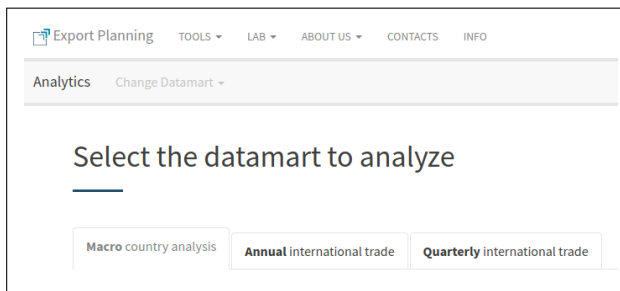 Export Planning TOOLS LAB ABOUT US CONTACTS INFO
Analytics Change Datamart
Select the datamart to analyze
Macro country analysis Annual international trade Quarterly international trade